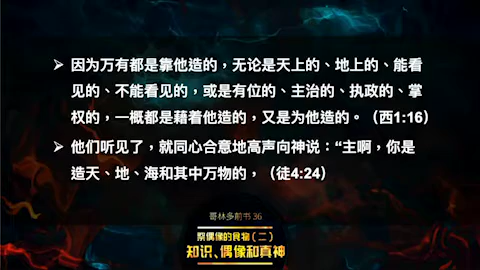 ➢ 因为万有都是靠他造的，无论是天上的、地上的、能看
见的、不能看见的，或是有位的、主治的、执政的、掌
权的，一概都是藉着他造的，又是为他造的。（西1:16）
➢ 他们听见了，就同心合意地高声向神说：“主啊，你是
造天、地、海和其中万物的，（徒4:24）
哥林多前书 36
祭偶像的食物（二）
知识、偶像和真神